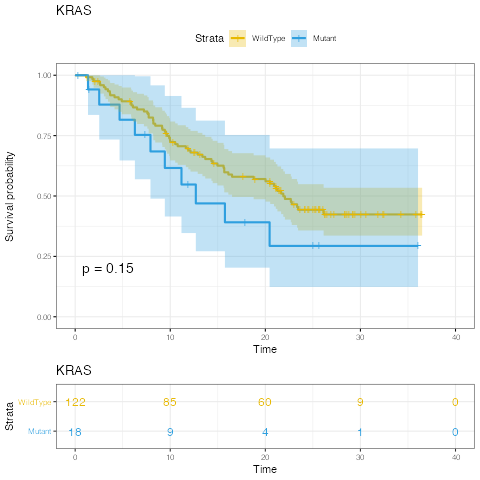 KRAS
Strata WildType Mutant
Survival probability
1.00
0.75
0.50
0.25
0.00
p = 0.15
0 10 20 30 40
Time
KRAS
Strata
WildType 122 85 60 9 0
Mutant 18 9 4 1 0
0 10 20 30 40
Time